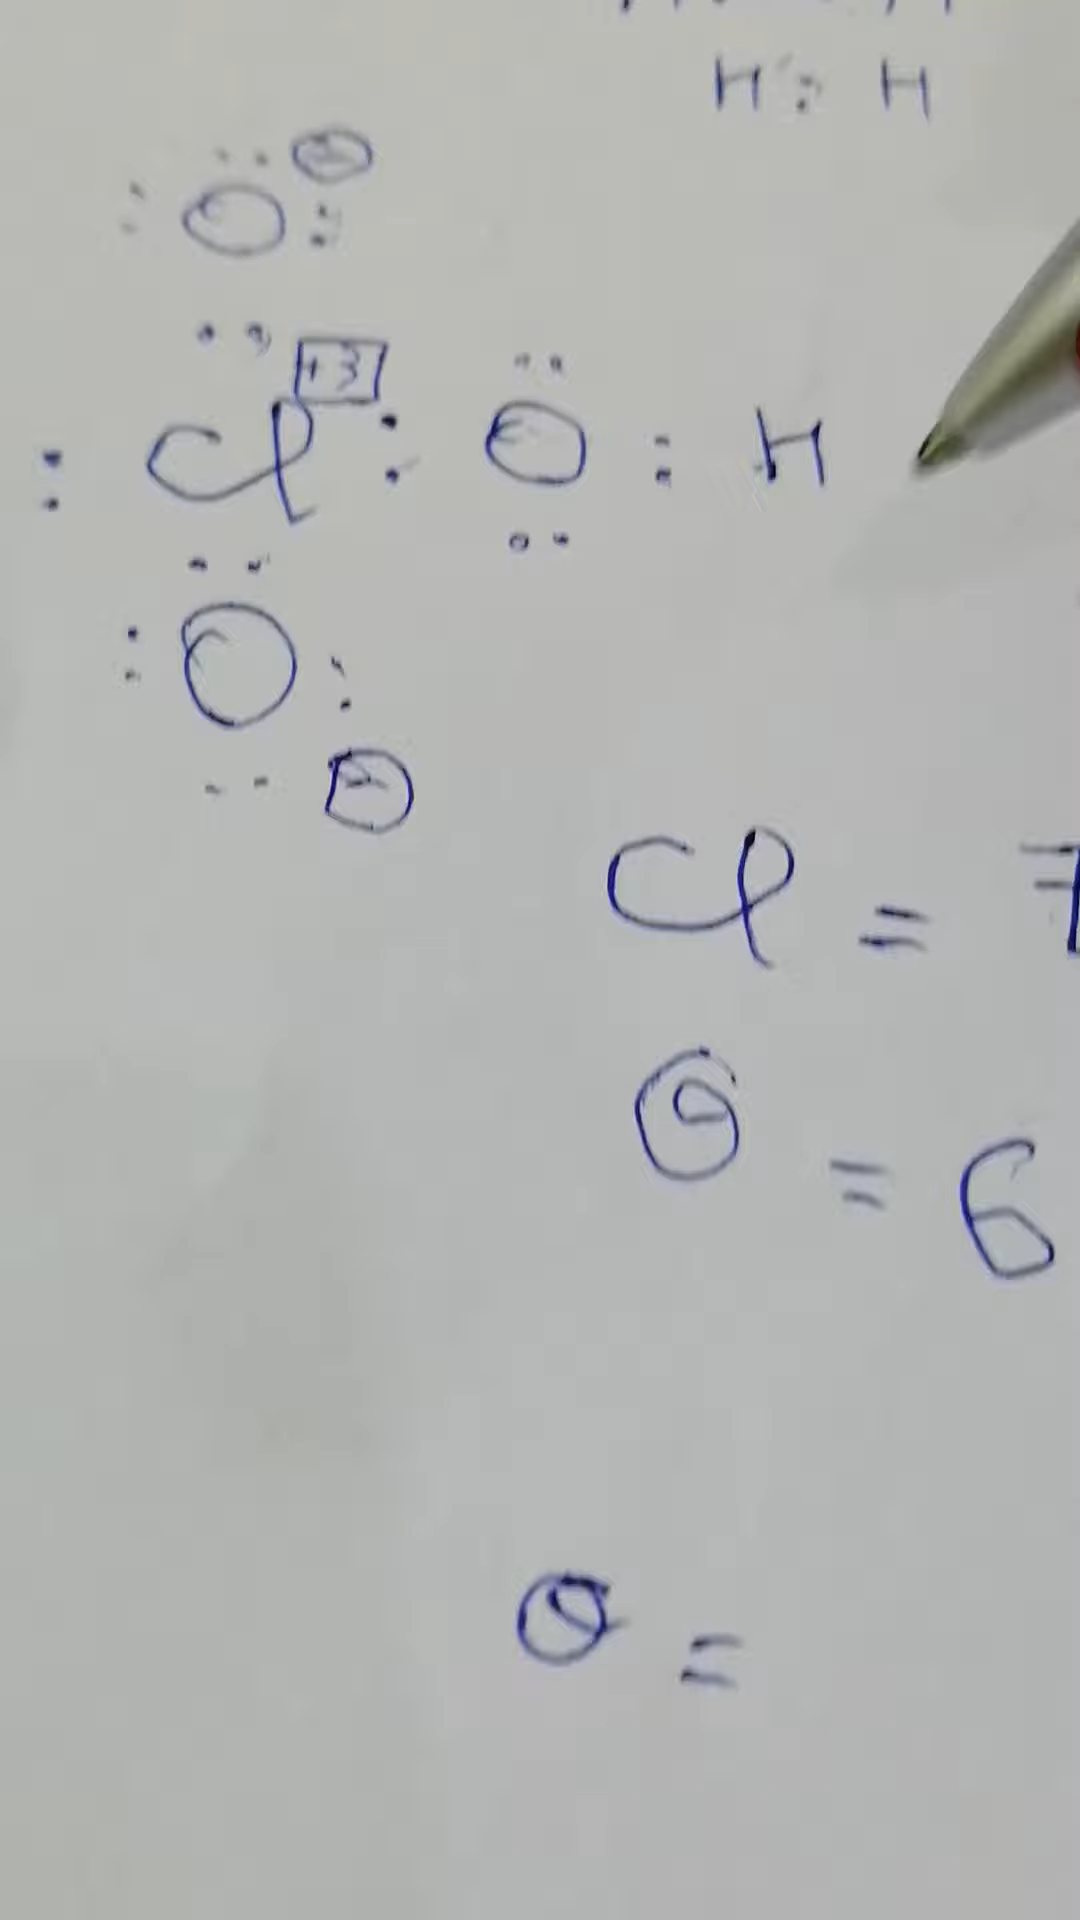 H : H
O -
Cl +3 : O : H
: O :
-
Cl = 7
O = 6
O =